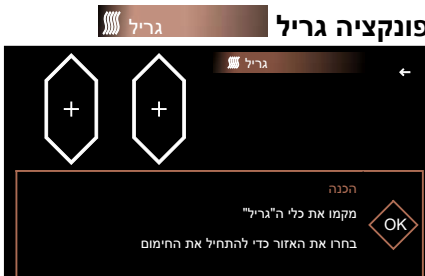 פונקציה גריל גריל
גריל
הכנה
מקמו את כלי ה"גריל"
OK
בחרו את האזור כדי להתחיל את החימום